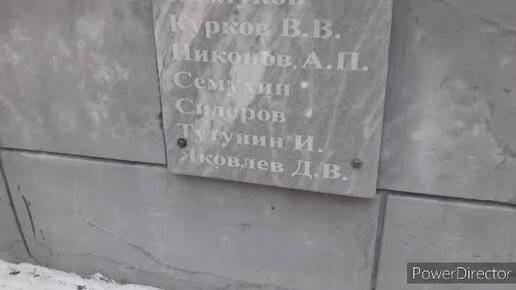 Курков В.В.
Никонов А.П.
Семухин
Сидоров
Тутунин И.
Яковлев Д.В.
PowerDirector